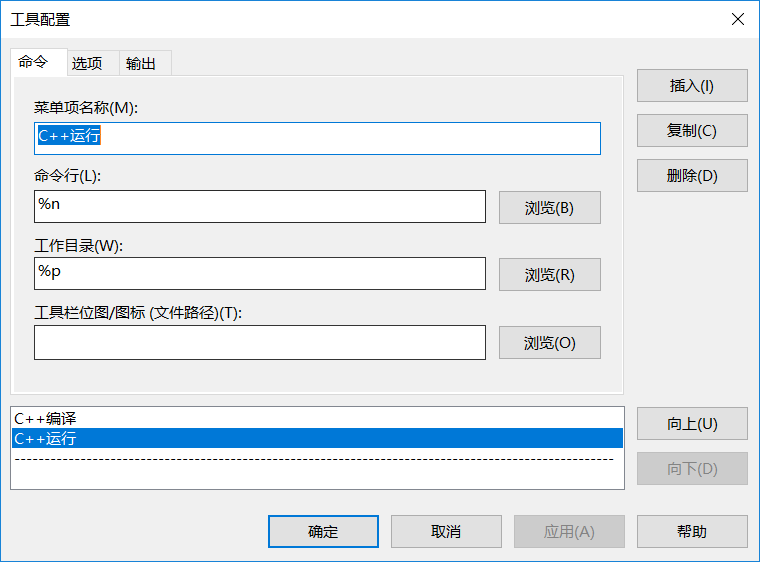 工具配置
命令 选项 输出
菜单项名称(M):
C++运行
命令行(L):
%n
浏览(B)
工作目录(W):
%p
浏览(R)
工具栏位图/图标 (文件路径)(T):
浏览(O)
插入(I)
复制(C)
删除(D)
C++编译
C++运行
向上(U)
向下(D)
确定 取消 应用(A) 帮助